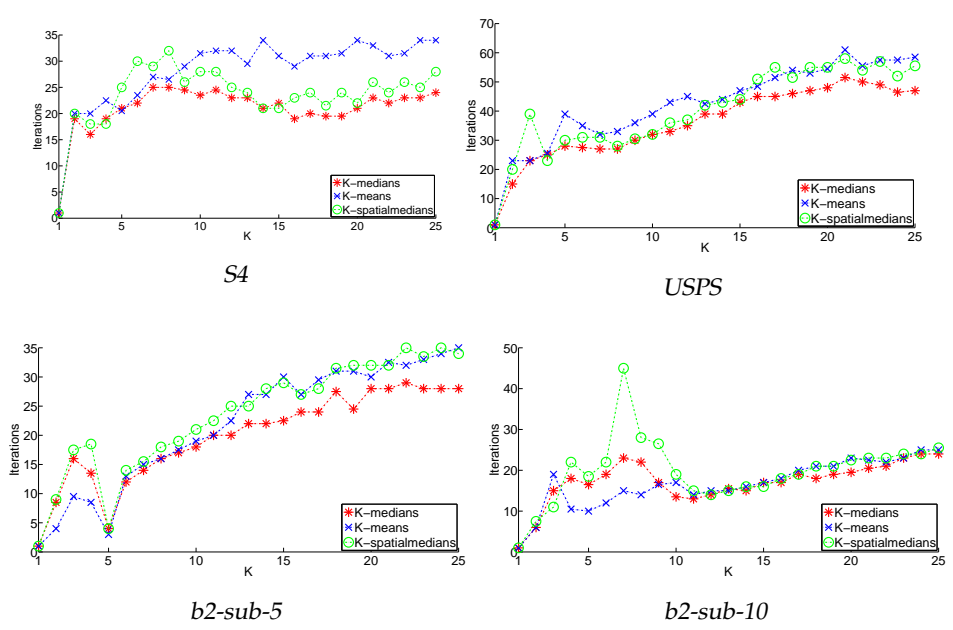 35
30
25
20
15
10
5
0
Iterations
1 5 10 15 20 25
K
K−medians
K−means
K−spatialmedians
S4
70
60
50
40
30
20
10
0
Iterations
1 5 10 15 20 25
K
K−medians
K−means
K−spatialmedians
USPS
35
30
25
20
15
10
5
0
Iterations
1 5 10 15 20 25
K
K−medians
K−means
K−spatialmedians
b2-sub-5
50
40
30
20
10
0
Iterations
1 5 10 15 20 25
K
K−medians
K−means
K−spatialmedians
b2-sub-10